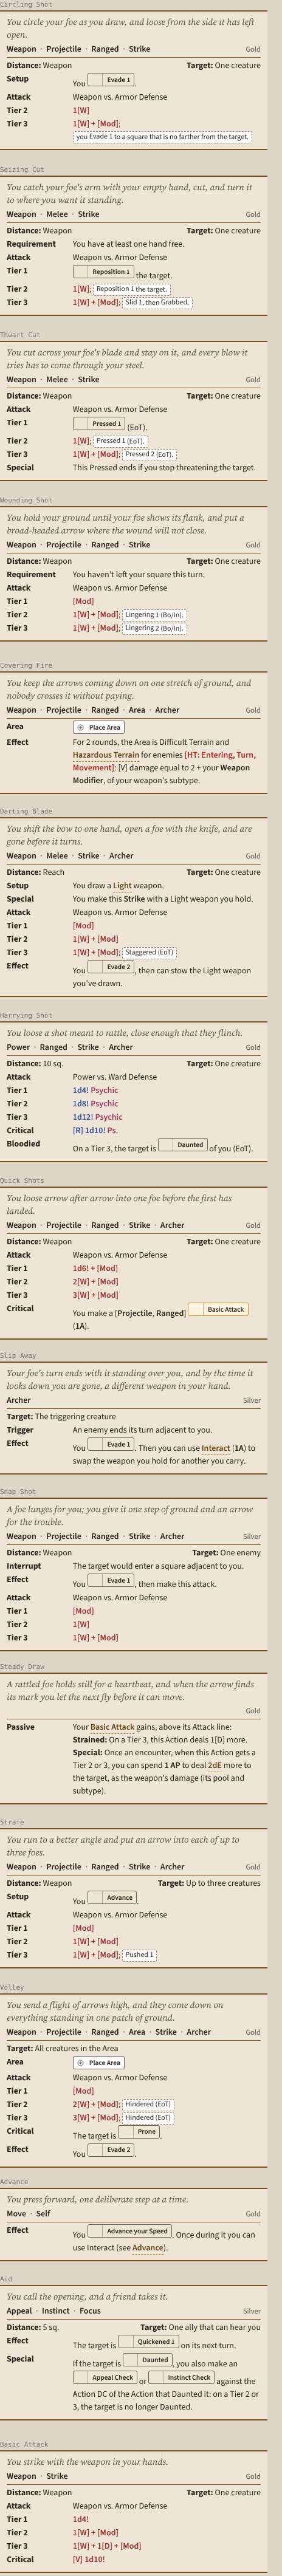 Circling Shot
You circle your foe as you draw, and loose from the side it has left
open.
Weapon · Projectile · Ranged · Strike Gold
Distance: Weapon Target: One creature
Setup You Evade 1.
Attack Weapon vs. Armor Defense
Tier 2 1[W]
Tier 3 1[W] + [Mod];
you Evade 1 to a square that is no farther from the target.
Seizing Cut
You catch your foe's arm with your empty hand, cut, and turn it
to where you want it standing.
Weapon · Melee · Strike Gold
Distance: Weapon Target: One creature
Requirement You have at least one hand free.
Attack Weapon vs. Armor Defense
Tier 1 Reposition 1 the target.
Tier 2 1[W]; Reposition 1 the target.
Tier 3 1[W] + [Mod]; Slid 1, then Grabbed.
Thwart Cut
You cut across your foe's blade and stay on it, and every blow it
tries has to come through your steel.
Weapon · Melee · Strike Gold
Distance: Weapon Target: One creature
Attack Weapon vs. Armor Defense
Tier 1 Pressed 1 (EoT).
Tier 2 1[W]; Pressed 1 (EoT).
Tier 3 1[W] + [Mod]; Pressed 2 (EoT).
Special This Pressed ends if you stop threatening the target.
Wounding Shot
You hold your ground until your foe shows its flank, and put a
broad-headed arrow where the wound will not close.
Weapon · Projectile · Ranged · Strike Gold
Distance: Weapon Target: One creature
Requirement You haven't left your square this turn.
Attack Weapon vs. Armor Defense
Tier 1 [Mod]
Tier 2 1[W] + [Mod]; Lingering 1 (Bo/In).
Tier 3 1[W] + [Mod]; Lingering 2 (Bo/In).
Covering Fire
You keep the arrows coming down on one stretch of ground, and
nobody crosses it without paying.
Weapon · Projectile · Ranged · Area · Archer Gold
Area Place Area
Effect For 2 rounds, the Area is Difficult Terrain and
Hazardous Terrain for enemies [HT: Entering, Turn,
Movement]: [V] damage equal to 2 + your Weapon
Modifier, of your weapon's subtype.
Darting Blade
You shift the bow to one hand, open a foe with the knife, and are
gone before it turns.
Weapon · Melee · Strike · Archer Gold
Distance: Reach Target: One creature
Setup You draw a Light weapon.
Special You make this Strike with a Light weapon you hold.
Attack Weapon vs. Armor Defense
Tier 1 [Mod]
Tier 2 1[W] + [Mod]
Tier 3 1[W] + [Mod]; Staggered (EoT)
Effect You Evade 2, then can stow the Light weapon
you've drawn.
Harrying Shot
You loose a shot meant to rattle, close enough that they flinch.
Power · Ranged · Strike · Archer Gold
Distance: 10 sq. Target: One creature
Attack Power vs. Ward Defense
Tier 1 1d4! Psychic
Tier 2 1d8! Psychic
Tier 3 1d12! Psychic
Critical [R] 1d10! Ps.
Bloodied On a Tier 3, the target is Daunted of you (EoT).
Quick Shots
You loose arrow after arrow into one foe before the first has
landed.
Weapon · Projectile · Ranged · Strike · Archer Gold
Distance: Weapon Target: One creature
Attack Weapon vs. Armor Defense
Tier 1 1d6! + [Mod]
Tier 2 2[W] + [Mod]
Tier 3 3[W] + [Mod]
Critical You make a [Projectile, Ranged] Basic Attack
(1A).
Slip Away
Your foe's turn ends with it standing over you, and by the time it
looks down you are gone, a different weapon in your hand.
Archer Silver
Target: The triggering creature
Trigger An enemy ends its turn adjacent to you.
Effect You Evade 1. Then you can use Interact (1A) to
swap the weapon you hold for another you carry.
Snap Shot
A foe lunges for you; you give it one step of ground and an arrow
for the trouble.
Weapon · Projectile · Ranged · Strike · Archer Silver
Distance: Weapon Target: One enemy
Interrupt The target would enter a square adjacent to you.
Effect You Evade 1, then make this attack.
Attack Weapon vs. Armor Defense
Tier 1 [Mod]
Tier 2 1[W]
Tier 3 1[W] + [Mod]
Steady Draw
A rattled foe holds still for a heartbeat, and when the arrow finds
its mark you let the next fly before it can move.
Gold
Passive Your Basic Attack gains, above its Attack line:
Strained: On a Tier 3, this Action deals 1[D] more.
Special: Once an encounter, when this Action gets a
Tier 2 or 3, you can spend 1 AP to deal 2dE more to
the target, as the weapon's damage (its pool and
subtype).
Strafe
You run to a better angle and put an arrow into each of up to
three foes.
Weapon · Projectile · Ranged · Strike · Archer Gold
Distance: Weapon Target: Up to three creatures
Setup You Advance.
Attack Weapon vs. Armor Defense
Tier 1 [Mod]
Tier 2 1[W] + [Mod]
Tier 3 1[W] + [Mod]; Pushed 1
Volley
You send a flight of arrows high, and they come down on
everything standing in one patch of ground.
Weapon · Projectile · Ranged · Area · Strike · Archer Gold
Target: All creatures in the Area
Area Place Area
Attack Weapon vs. Armor Defense
Tier 1 [Mod]
Tier 2 2[W] + [Mod]; Hindered (EoT)
Tier 3 3[W] + [Mod]; Hindered (EoT)
Critical The target is Prone.
Effect You Evade 2.
Advance
You press forward, one deliberate step at a time.
Move · Self Gold
Effect You Advance your Speed. Once during it you can
use Interact (see Advance).
Aid
You call the opening, and a friend takes it.
Appeal · Instinct · Focus Silver
Distance: 5 sq. Target: One ally that can hear you
Effect The target is Quickened 1 on its next turn.
Special If the target is Daunted, you also make an
Appeal Check or Instinct Check against the
Action DC of the Action that Daunted it: on a Tier 2 or
3, the target is no longer Daunted.
Basic Attack
You strike with the weapon in your hands.
Weapon · Strike Gold
Distance: Weapon Target: One creature
Attack Weapon vs. Armor Defense
Tier 1 1d4!
Tier 2 1[W] + [Mod]
Tier 3 1[W] + 1[D] + [Mod]
Critical [V] 1d10!